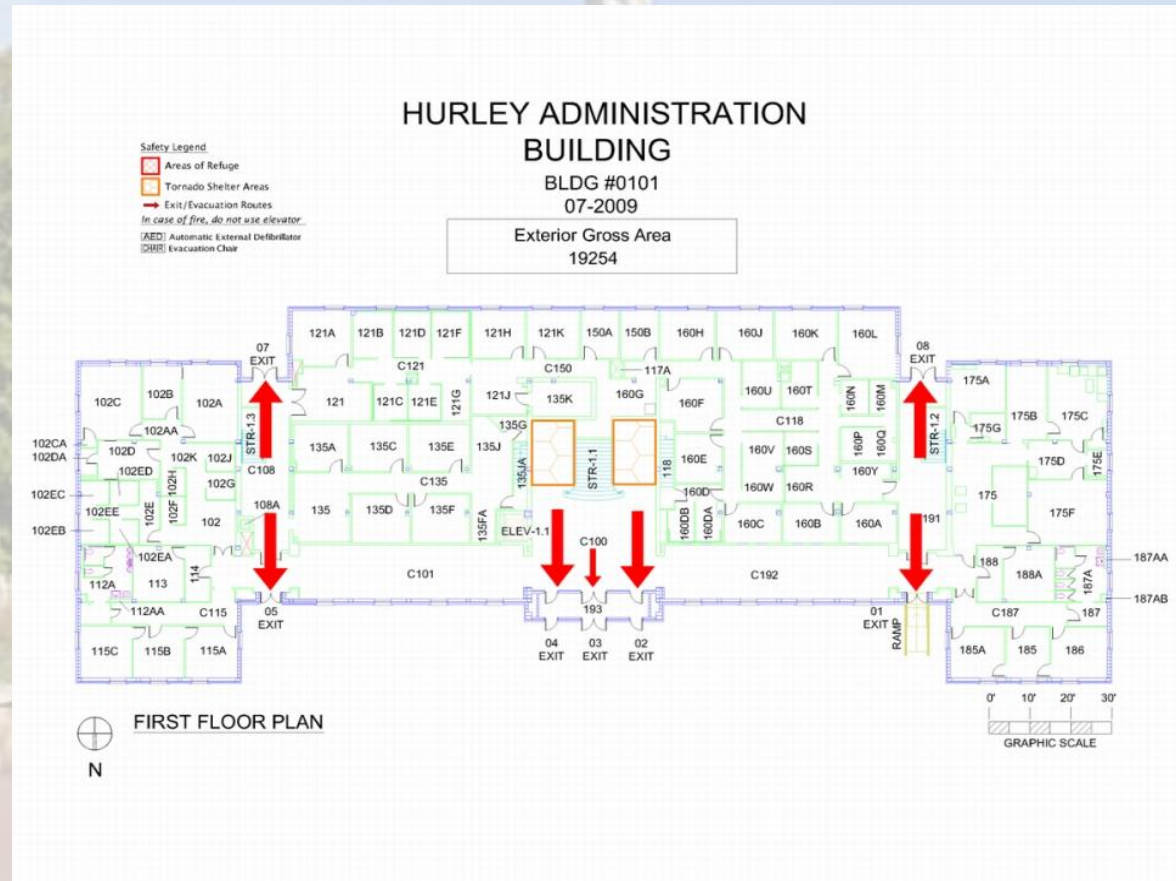 HURLEY ADMINISTRATION
BUILDING
BLDG #0101
07-2009
Exterior Gross Area
19254
Safety Legend
Areas of Refuge
Tornado Shelter Areas
Exit/Evacuation Routes
In case of fire, do not use elevator
AED Automatic External Defibrillator
CHAIR Evacuation Chair
121A
121B
121D
121F
121H
121K
150A
150B
160H
160J
160K
160L
07
EXIT
08
EXIT
C121
C150
117A
102C
102B
102A
121
121C
121E
121G
121J
135K
160G
160F
160U
160T
160N
160M
175A
175B
175C
102AA
STR-1.3
135G
C118
STR-1.2
175G
102CA
102DA
102D
102K
102J
102ED
102H
102G
C108
135A
135C
135E
135J
135JA
STR-1.1
118
160E
160V
160S
160P
160Q
160Y
175D
175E
C135
102EC
102EE
102E
102F
102
108A
135
135D
135F
135FA
ELEV-1.1
160D
160DB
160DA
160W
160R
160C
160B
160A
175
175F
191
102EB
102EA
112A
113
114
C101
C100
C192
188
188A
187A
187AA
187AB
112AA
C115
05
EXIT
193
01
EXIT
RAMP
C187
187
115C
115B
115A
04
EXIT
03
EXIT
02
EXIT
185A
185
186
FIRST FLOOR PLAN
N
0' 10' 20' 30'
GRAPHIC SCALE